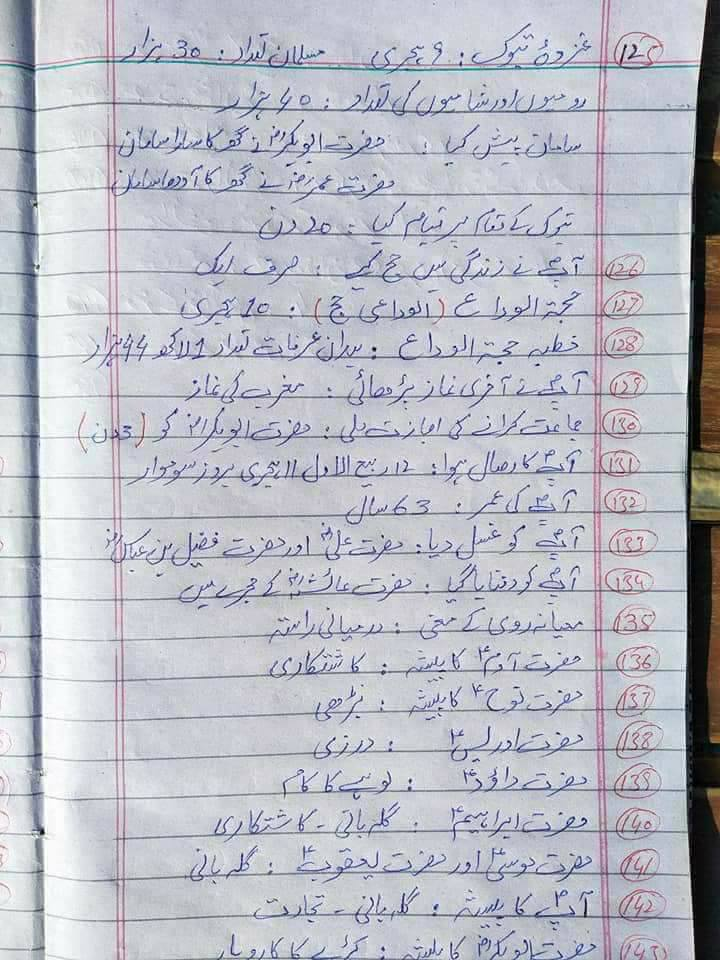 125 غزوۂ تبوک : 9 ہجری مسلمان تعداد : 30 ہزار
رومیوں اور شامیوں کی تعداد : 40 ہزار
سامان پیش کیا : حضرت ابوبکرؓ نے گھر کا سارا سامان
حضرت عمرؓ نے گھر کا آدھا سامان
تبوک کے مقام پر قیام کیا : 20 دن
126 آپؐ نے زندگی میں حج کیے : صرف ایک
127 حجۃ الوداع (الوداعی حج) : 10 ہجری
128 خطبہ حجۃ الوداع : میدان عرفات تعداد 1 لاکھ 44 ہزار
129 آپؐ نے آخری نماز پڑھائی : مغرب کی نماز
130 جماعت کرانے کی اجازت ملی : حضرت ابوبکرؓ کو (3 دن)
131 آپؐ کا وصال ہوا : 12 ربیع الاول 11 ہجری بروز سوموار
132 آپؐ کی عمر : 63 سال
133 آپؐ کو غسل دیا : حضرت علیؓ اور حضرت فضیل بن عباسؓ
134 آپؐ کو دفنایا گیا : حضرت عائشہؓ کے حجرے میں
135 میانہ روی کے معنی : درمیانی راستہ
136 حضرت آدمؑ کا پیشہ : کاشتکاری
137 حضرت نوحؑ کا پیشہ : بڑھئی
138 حضرت ادریسؑ : درزی
139 حضرت داؤدؑ : لوہے کا کام
140 حضرت ابراہیمؑ : گلہ بانی - کاشتکاری
141 حضرت موسیٰؑ اور حضرت یعقوبؑ : گلہ بانی
142 آپؐ کا پیشہ : گلہ بانی - تجارت
143 حضرت ابوبکرؓ کا پیشہ : کپڑے کا کاروبار